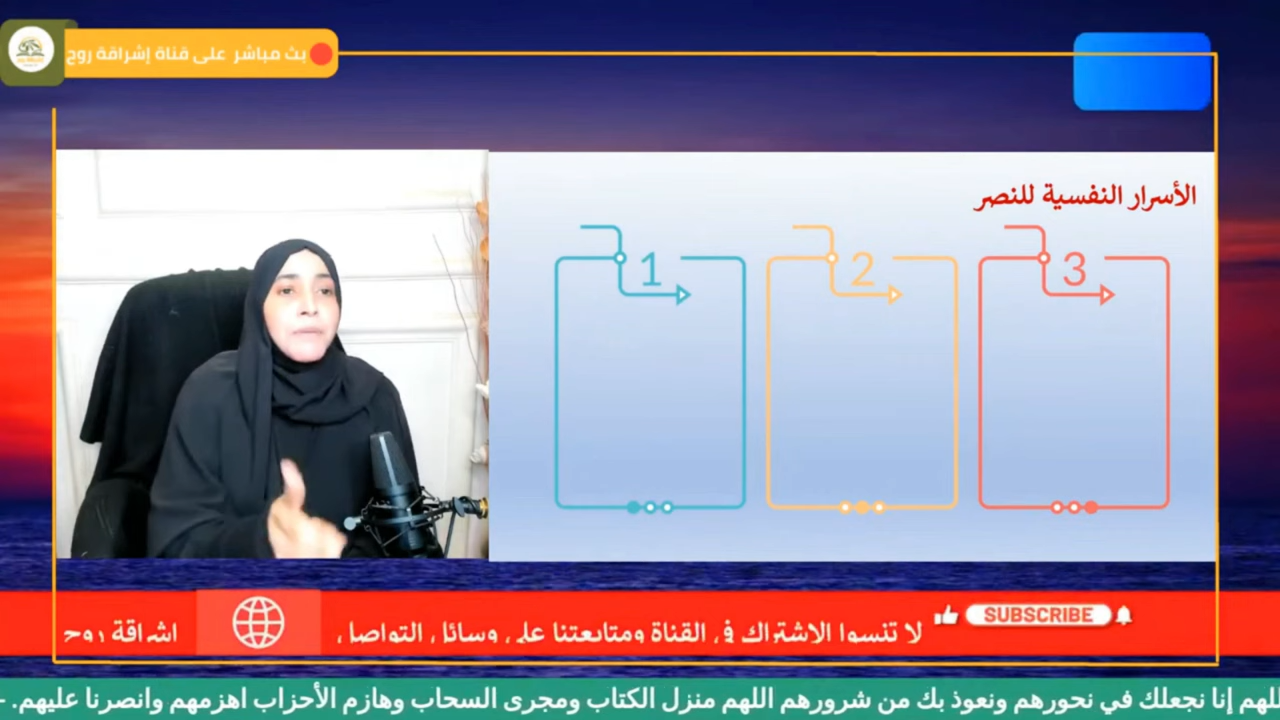 بث مباشر على قناة إشراقة روح
الأسرار النفسية للنصر
1
2
3
SUBSCRIBE
لا تنسوا الاشتراك في القناة ومتابعتنا على وسائل التواصل
إشراقة روح
للهم إنا نجعلك في نحورهم ونعوذ بك من شرورهم اللهم منزل الكتاب ومجرى السحاب وهازم الأحزاب اهزمهم وانصرنا عليهم. -